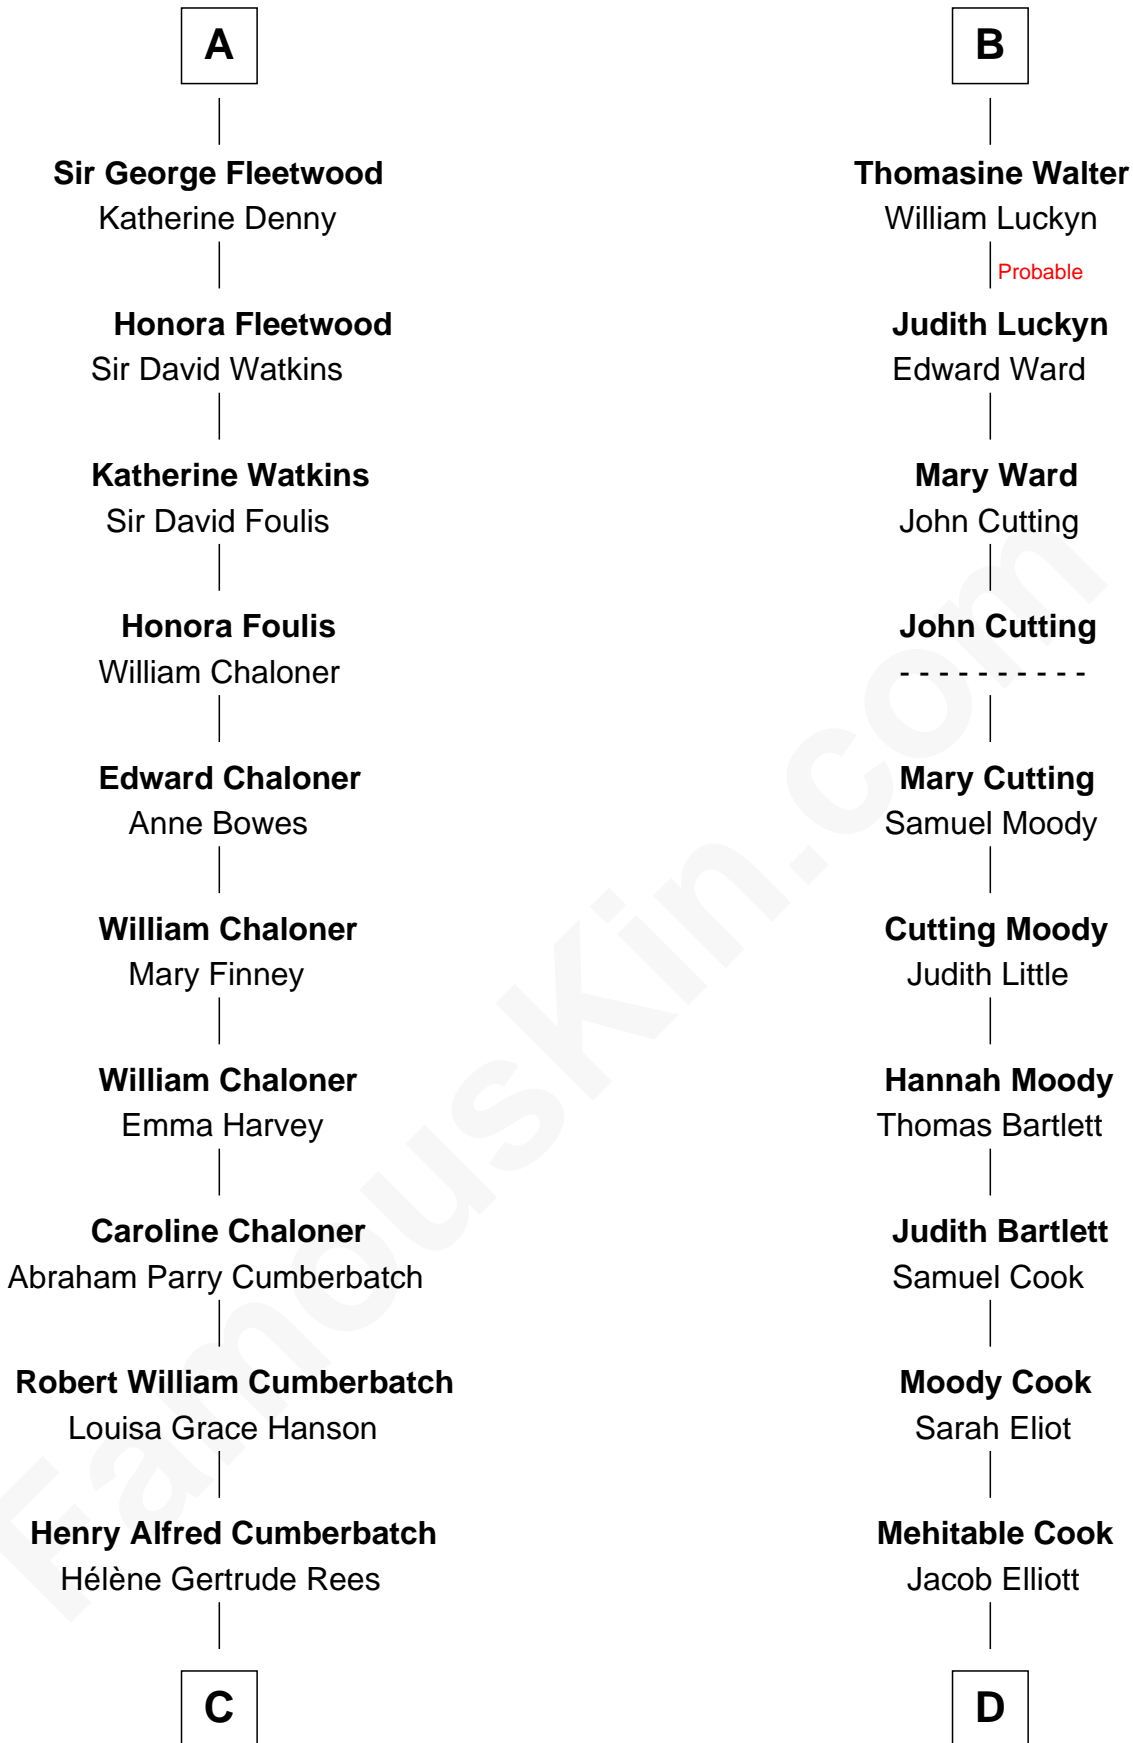 A
Sir George Fleetwood
Katherine Denny
Honora Fleetwood
Sir David Watkins
Katherine Watkins
Sir David Foulis
Honora Foulis
William Chaloner
Edward Chaloner
Anne Bowes
William Chaloner
Mary Finney
William Chaloner
Emma Harvey
Caroline Chaloner
Abraham Parry Cumberbatch
Robert William Cumberbatch
Louisa Grace Hanson
Henry Alfred Cumberbatch
Hélène Gertrude Rees
C
B
Thomasine Walter
William Luckyn
Probable
Judith Luckyn
Edward Ward
Mary Ward
John Cutting
John Cutting
- - - - - - - - - -
Mary Cutting
Samuel Moody
Cutting Moody
Judith Little
Hannah Moody
Thomas Bartlett
Judith Bartlett
Samuel Cook
Moody Cook
Sarah Eliot
Mehitable Cook
Jacob Elliott
D
FamousKin.com